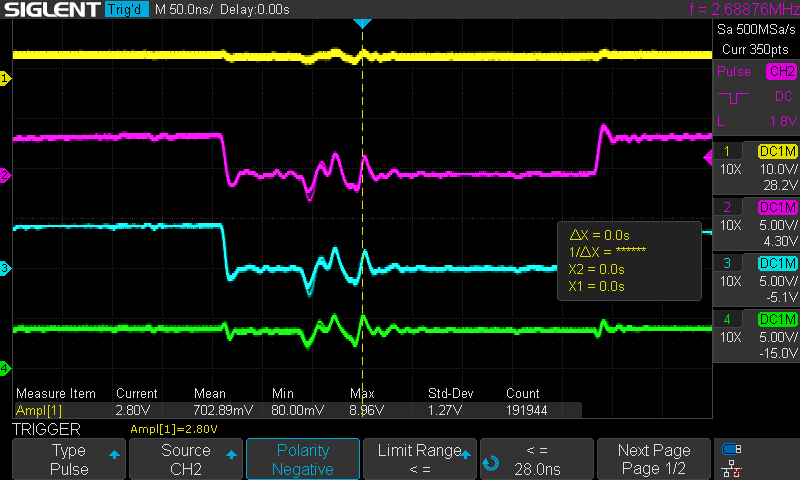 SIGLENT Trig'd M 50.0ns/ Delay:0.00s f = 2.68876MHz
Sa 500MSa/s
Curr 350pts
Pulse CH2
DC
L 1.8V
1 DC1M
10X 10.0V/
28.2V
2 DC1M
10X 5.00V/
4.30V
3 DC1M
10X 5.00V/
-5.1V
4 DC1M
10X 5.00V/
-15.0V
1
2
3
4
ΔX = 0.0s
1/ΔX = ******
X2 = 0.0s
X1 = 0.0s
Measure Item Current Mean Min Max Std-Dev Count
Ampl[1] 2.80V 702.89mV 80.00mV 8.96V 1.27V 191944
TRIGGER Ampl[1]=2.80V
Type Source Polarity Limit Range < = Next Page
Pulse CH2 Negative < = 28.0ns Page 1/2